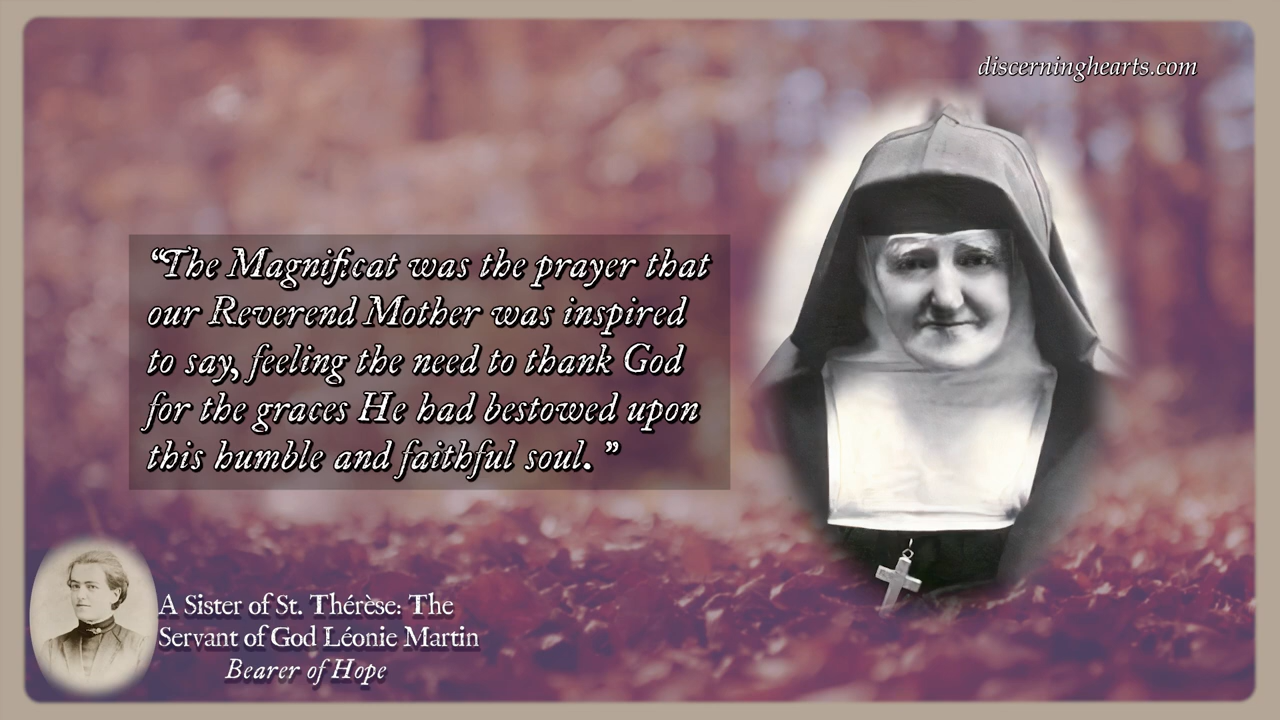 discerninghearts.com
“The Magnificat was the prayer that
our Reverend Mother was inspired
to say, feeling the need to thank God
for the graces He had bestowed upon
this humble and faithful soul. ”
A Sister of St. Thérèse: The
Servant of God Léonie Martin
Bearer of Hope